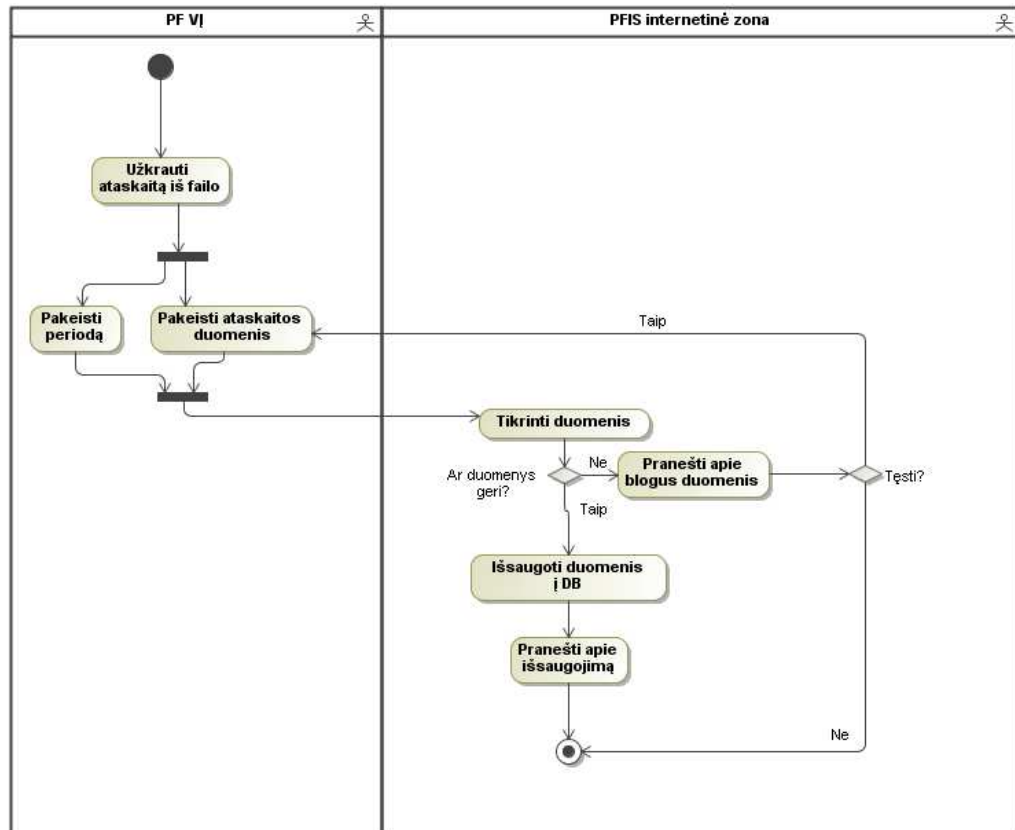 PF VĮ
PFIS internetinė zona
Užkrauti
ataskaitą iš failo
Pakeisti
periodą
Pakeisti ataskaitos
duomenis
Taip
Tikrinti duomenis
Ar duomenys
geri?
Ne
Pranešti apie
blogus duomenis
Tęsti?
Taip
Išsaugoti duomenis
į DB
Pranešti apie
išsaugojimą
Ne